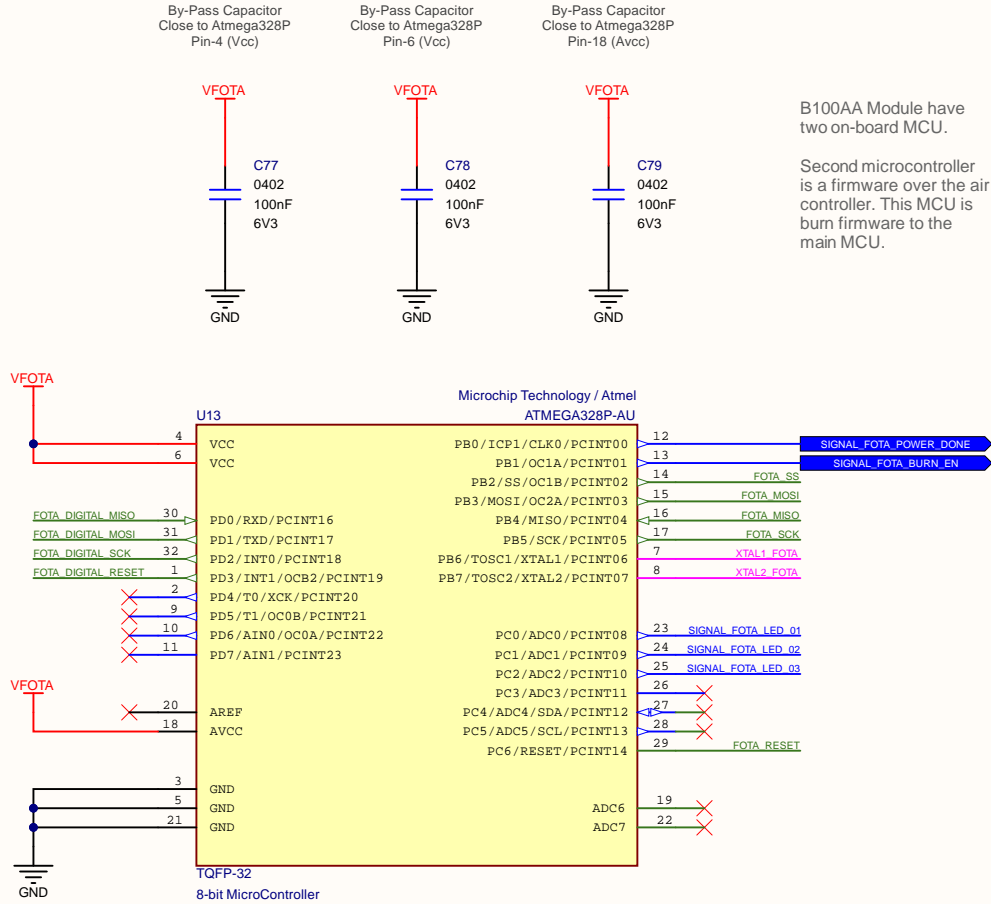 By-Pass Capacitor
Close to Atmega328P
Pin-4 (Vcc)
By-Pass Capacitor
Close to Atmega328P
Pin-6 (Vcc)
By-Pass Capacitor
Close to Atmega328P
Pin-18 (Avcc)
VFOTA
C77
0402
100nF
6V3
GND
VFOTA
C78
0402
100nF
6V3
GND
VFOTA
C79
0402
100nF
6V3
GND
B100AA Module have
two on-board MCU.
Second microcontroller
is a firmware over the air
controller. This MCU is
burn firmware to the
main MCU.
VFOTA
Microchip Technology / Atmel
U13
ATMEGA328P-AU
4 VCC
6 VCC
FOTA_DIGITAL_MISO 30 PD0/RXD/PCINT16
FOTA_DIGITAL_MOSI 31 PD1/TXD/PCINT17
FOTA_DIGITAL_SCK 32 PD2/INT0/PCINT18
FOTA_DIGITAL_RESET 1 PD3/INT1/OCB2/PCINT19
2 PD4/T0/XCK/PCINT20
9 PD5/T1/OC0B/PCINT21
10 PD6/AIN0/OC0A/PCINT22
11 PD7/AIN1/PCINT23
VFOTA
20 AREF
18 AVCC
3 GND
5 GND
21 GND
GND
PB0/ICP1/CLK0/PCINT00 12 SIGNAL_FOTA_POWER_DONE
PB1/OC1A/PCINT01 13 SIGNAL_FOTA_BURN_EN
PB2/SS/OC1B/PCINT02 14 FOTA_SS
PB3/MOSI/OC2A/PCINT03 15 FOTA_MOSI
PB4/MISO/PCINT04 16 FOTA_MISO
PB5/SCK/PCINT05 17 FOTA_SCK
PB6/TOSC1/XTAL1/PCINT06 7 XTAL1_FOTA
PB7/TOSC2/XTAL2/PCINT07 8 XTAL2_FOTA
PC0/ADC0/PCINT08 23 SIGNAL_FOTA_LED_01
PC1/ADC1/PCINT09 24 SIGNAL_FOTA_LED_02
PC2/ADC2/PCINT10 25 SIGNAL_FOTA_LED_03
PC3/ADC3/PCINT11 26
PC4/ADC4/SDA/PCINT12 27
PC5/ADC5/SCL/PCINT13 28
PC6/RESET/PCINT14 29 FOTA_RESET
ADC6 19
ADC7 22
TQFP-32
8-bit MicroController